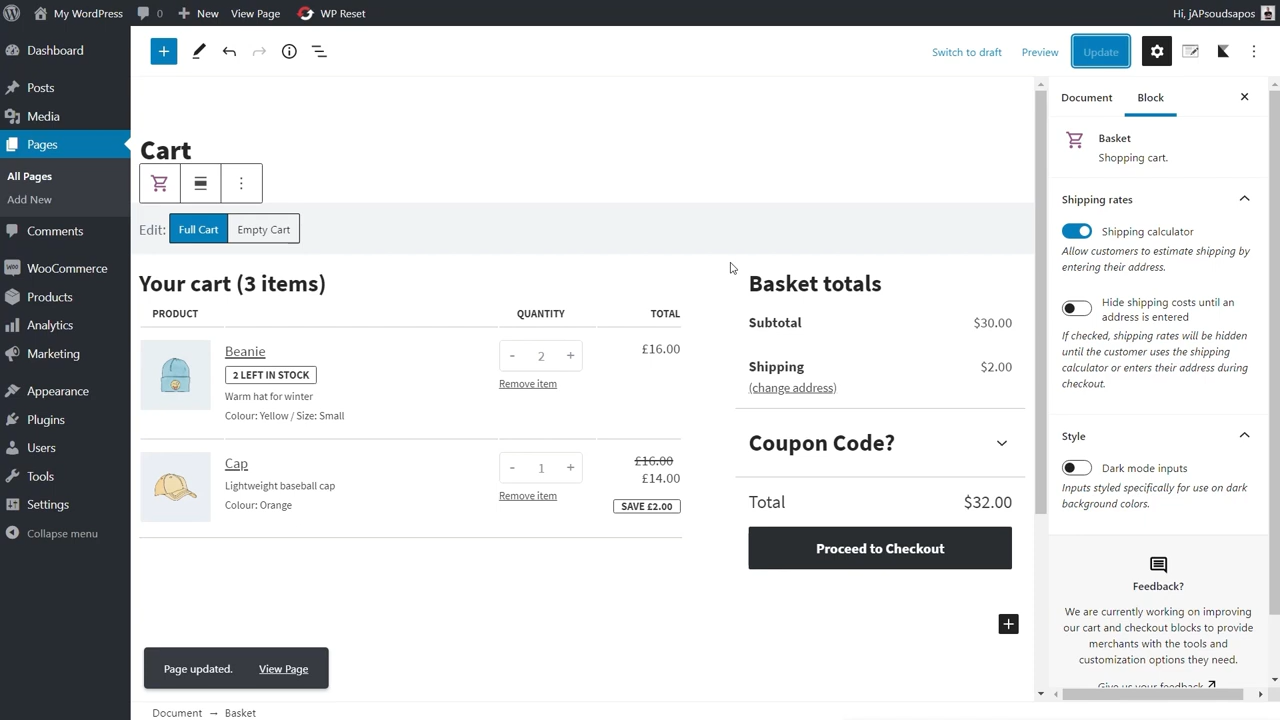 My WordPress 0 New View Page WP Reset Hi, jAPsoudsapos
Dashboard
Posts
Media
Pages
All Pages
Add New
Comments
WooCommerce
Products
Analytics
Marketing
Appearance
Plugins
Users
Tools
Settings
Collapse menu
Switch to draft Preview Update
Cart
Edit: Full Cart Empty Cart
Your cart (3 items)
PRODUCT QUANTITY TOTAL
Beanie - 2 + £16.00
2 LEFT IN STOCK
Remove item
Warm hat for winter
Colour: Yellow / Size: Small
Cap - 1 + £16.00
£14.00
Lightweight baseball cap
Remove item
Colour: Orange
SAVE £2.00
Basket totals
Subtotal $30.00
Shipping $2.00
(change address)
Coupon Code?
Total $32.00
Proceed to Checkout
Page updated. View Page
Document → Basket
Document Block
Basket
Shopping cart.
Shipping rates
Shipping calculator
Allow customers to estimate shipping by
entering their address.
Hide shipping costs until an
address is entered
If checked, shipping rates will be hidden
until the customer uses the shipping
calculator or enters their address during
checkout.
Style
Dark mode inputs
Inputs styled specifically for use on dark
background colors.
Feedback?
We are currently working on improving
our cart and checkout blocks to provide
merchants with the tools and
customization options they need.
Give us your feedback